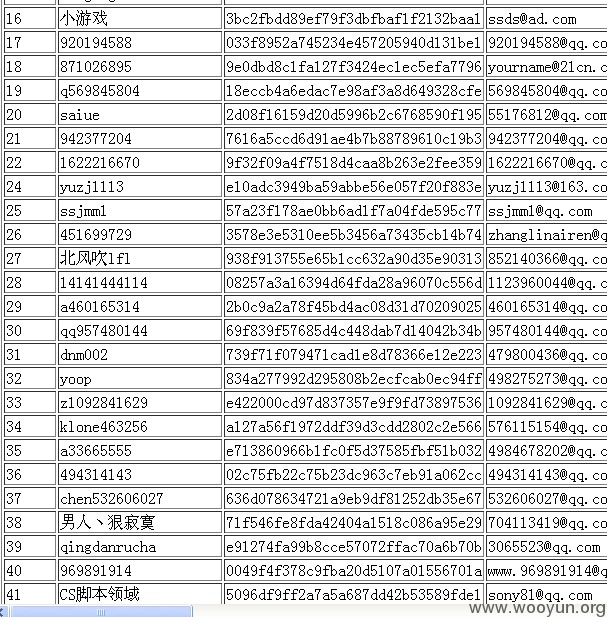 16 小游戏 3bc2fbdd89ef79f3dbfbaf1f2132baa1 ssds@ad.com
17 920194588 033f8952a745234e457205940d131be1 920194588@qq.co
18 871026895 9e0dbd8c1fa127f3424ec1ec5efa7796 yourname@21cn.c
19 q569845804 18eccb4a6edac7e98af3a8d649328cfe 569845804@qq.co
20 saiue 2d08f16159d20d5996b2c6768590f195 55176812@qq.com
21 942377204 7616a5ccd6d91ae4b7b88789610c19b3 942377204@qq.co
22 1622216670 9f32f09a4f7518d4caa8b263e2fee359 1622216670@qq.c
24 yuzj1113 e10adc3949ba59abbe56e057f20f883e yuzj1113@163.co
25 ssjmm1 57a23f178ae0bb6ad1f7a04fde595c77 ssjmm1@qq.com
26 451699729 3578e3e5310ee5b3456a73435cb14b74 zhanglinairen@q
27 北风吹lfl 938f913755e65b1cc632a90d35e90313 852140366@qq.co
28 14141444114 08257a3a16394d64fda28a96070c556d 1123960044@qq.c
29 a460165314 2b0c9a2a78f45bd4ac08d31d70209025 460165314@qq.co
30 qq957480144 69f839f57685d4c448dab7d14042b34b 957480144@qq.co
31 dnm002 739f71f079471cad1e8d78366e12e223 479800436@qq.co
32 yoop 834a277992d295808b2ecfcab0ec94ff 498275273@qq.co
33 z1092841629 e422000cd97d837357e9f9fd73897536 1092841629@qq.c
34 klone463256 a127a56f1972ddf39d3cdd2802c2e566 576115154@qq.co
35 a33665555 e713860966b1fc0f5d37585fbf51b032 4984678202@qq.c
36 494314143 02c75fb22c75b23dc963c7eb91a062cc 494314143@qq.co
37 chen532606027 636d078634721a9eb9df81252db35e67 532606027@qq.co
38 男人丶狠寂寞 71f546fe8fda42404a1518c086a95e29 704113419@qq.co
39 qingdanrucha e91274fa99b8cce57072ffac70a6b70b 3065523@qq.com
40 969891914 0049f4f378c9fba20d5107a01556701a www.969891914@q
41 CS脚本领域 5096df9ff2a7a5a687dd42b53589fde1 sony81@qq.com
www.wooyun.org